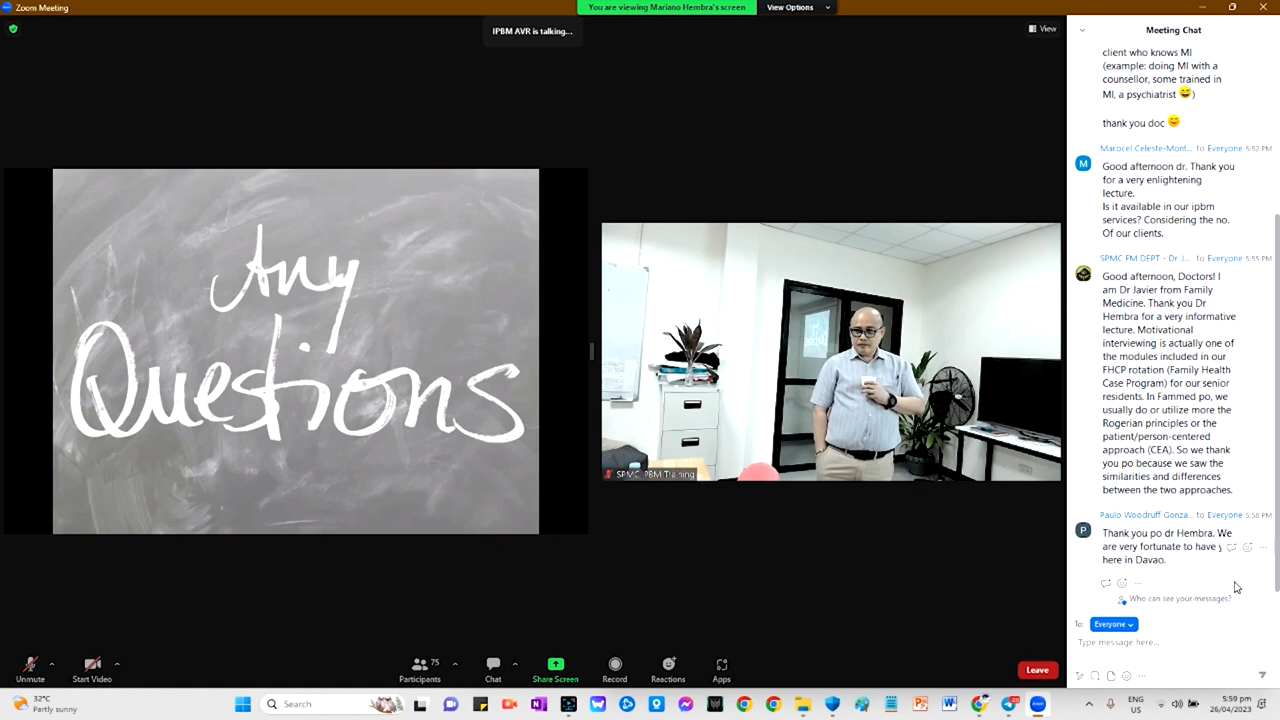 Zoom Meeting
You are viewing Mariano Hembra's screen
View Options
IPBM AVR is talking...
View
Meeting Chat
client who knows MI
(example: doing MI with a
counsellor, some trained in
MI, a psychiatrist 😅)
thank you doc 😊
Marocel Celeste-Mont... to Everyone 5:52 PM
M
Good afternoon dr. Thank you
for a very enlightening
lecture.
Is it available in our ipbm
services? Considering the no.
Of our clients.
SPMC FM DEPT - Dr J... to Everyone 5:55 PM
Good afternoon, Doctors! I
am Dr Javier from Family
Medicine. Thank you Dr
Hembra for a very informative
lecture. Motivational
interviewing is actually one of
the modules included in our
FHCP rotation (Family Health
Case Program) for our senior
residents. In Fammed po, we
usually do or utilize more the
Rogerian principles or the
patient/person-centered
approach (CEA). So we thank
you po because we saw the
similarities and differences
between the two approaches.
Paulo Woodruff Gonza... to Everyone 5:58 PM
P
Thank you po dr Hembra. We
are very fortunate to have
here in Davao.
Who can see your messages?
To: Everyone
Type message here...
Any
Questions
SPMC IPBM Training
Unmute
Start Video
Participants
75
Chat
Share Screen
Record
Reactions
Apps
Leave
32°C
Partly sunny
Search
ENG
US
5:59 pm
26/04/2023